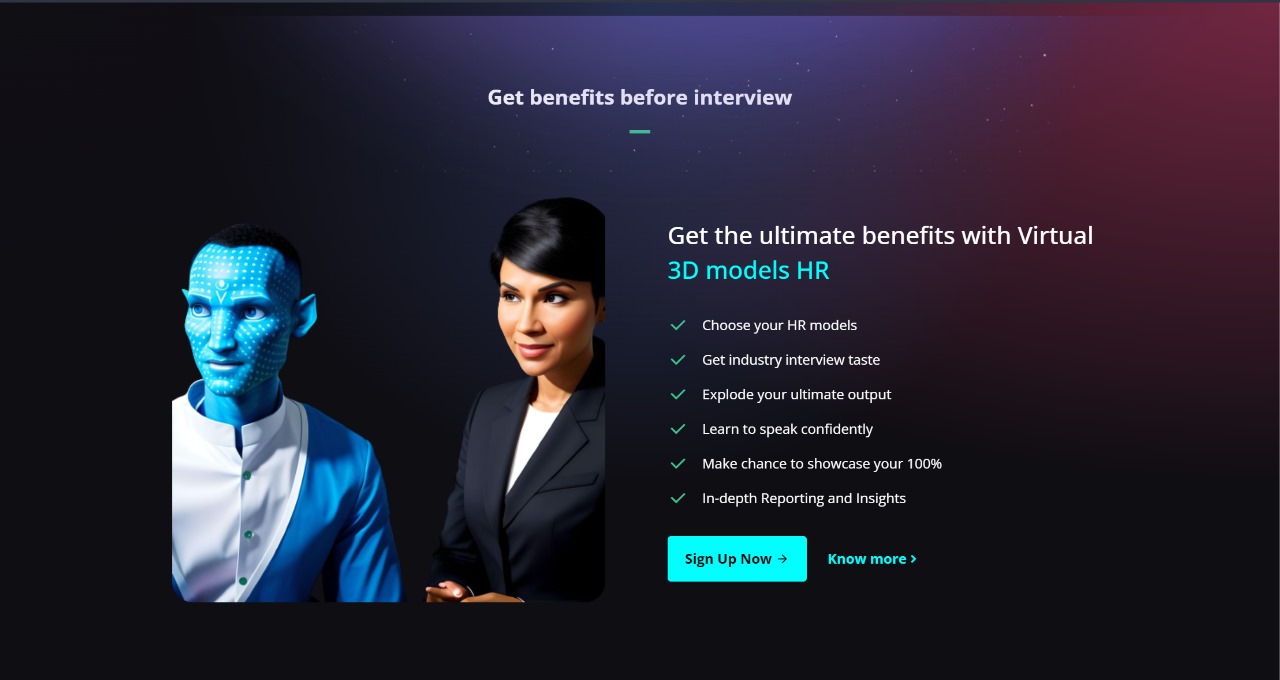 Get benefits before interview
Get the ultimate benefits with Virtual
3D models HR
Choose your HR models
Get industry interview taste
Explode your ultimate output
Learn to speak confidently
Make chance to showcase your 100%
In-depth Reporting and Insights
Sign Up Now →
Know more ›